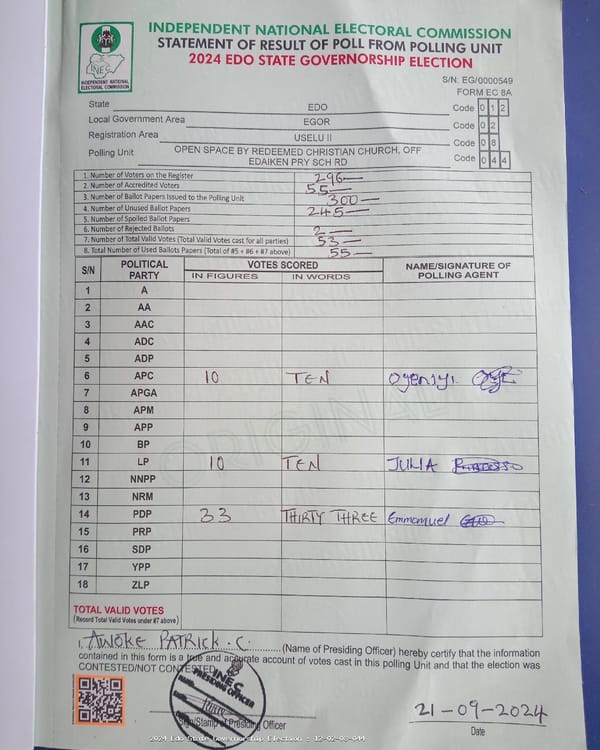 INDEPENDENT NATIONAL ELECTORAL COMMISSION
STATEMENT OF RESULT OF POLL FROM POLLING UNIT
2024 EDO STATE GOVERNORSHIP ELECTION
INEC
INDEPENDENT NATIONAL
ELECTORAL COMMISSION
S/N: EG/0000549
FORM EC 8A
State EDO Code 0 1 2
Local Government Area EGOR Code 0 2
Registration Area USELU II Code 0 8
Polling Unit OPEN SPACE BY REDEEMED CHRISTIAN CHURCH, OFF EDAIKEN PRY SCH RD Code 0 4 4
1. Number of Voters on the Register 296
2. Number of Accredited Voters 55
3. Number of Ballot Papers Issued to the Polling Unit 300
4. Number of Unused Ballot Papers 245
5. Number of Spoiled Ballot Papers
6. Number of Rejected Ballots 2
7. Number of Total Valid Votes (Total Valid Votes cast for all parties) 53
8. Total Number of Used Ballots Papers (Total of #5 + #6 + #7 above) 55
S/N POLITICAL PARTY VOTES SCORED NAME/SIGNATURE OF POLLING AGENT
IN FIGURES IN WORDS
1 A
2 AA
3 AAC
4 ADC
5 ADP
6 APC 10 TEN Ogeniyi
7 APGA
8 APM
9 APP
10 BP
11 LP 10 TEN JULIA
12 NNPP
13 NRM
14 PDP 33 THIRTY THREE Emmanuel
15 PRP
16 SDP
17 YPP
18 ZLP
ORIGINAL
TOTAL VALID VOTES
(Record Total Valid Votes under #7 above)
I, ANOKE PATRICK. C. (Name of Presiding Officer) hereby certify that the information
contained in this form is a true and accurate account of votes cast in this polling Unit and that the election was
CONTESTED/NOT CONTESTED
INEC
PRESIDING OFFICER
Sign/Stamp of Presiding Officer
21-09-2024
Date
2024 Edo State Governorship Election : 12-02-08-044